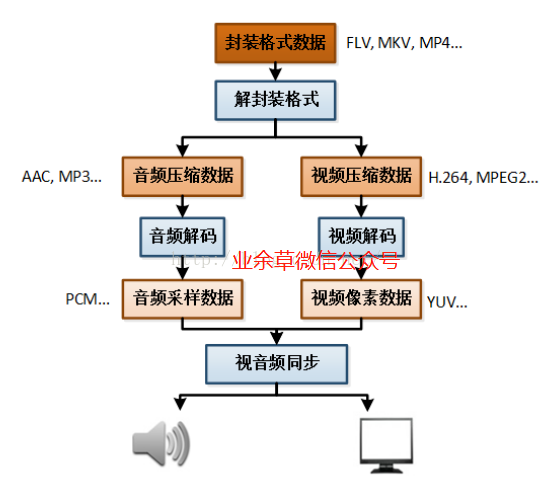 封装格式数据 FLV, MKV, MP4...
解封装格式
AAC, MP3... 音频压缩数据 视频压缩数据 H.264, MPEG2...
音频解码 视频解码
http://业余草微信公众号
PCM... 音频采样数据 视频像素数据 YUV...
视音频同步